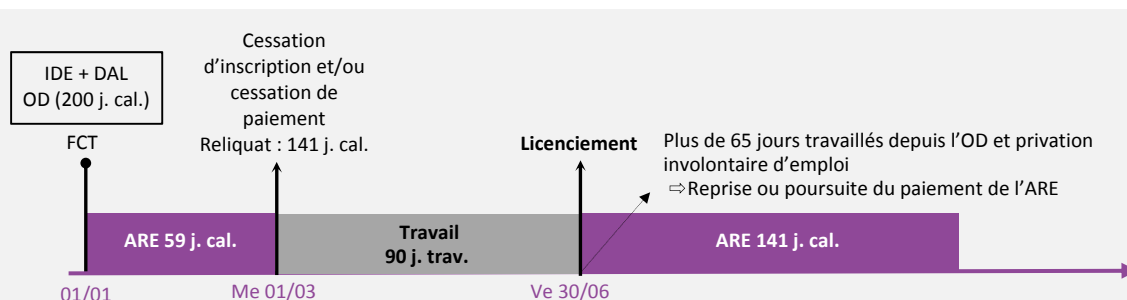 IDE + DAL
OD (200 j. cal.)
FCT
Cessation
d’inscription et/ou
cessation de
paiement
Reliquat : 141 j. cal.
Licenciement
Plus de 65 jours travaillés depuis l’OD et privation
involontaire d’emploi
⇨Reprise ou poursuite du paiement de l’ARE
ARE 59 j. cal.
Travail
90 j. trav.
ARE 141 j. cal.
01/01
Me 01/03
Ve 30/06